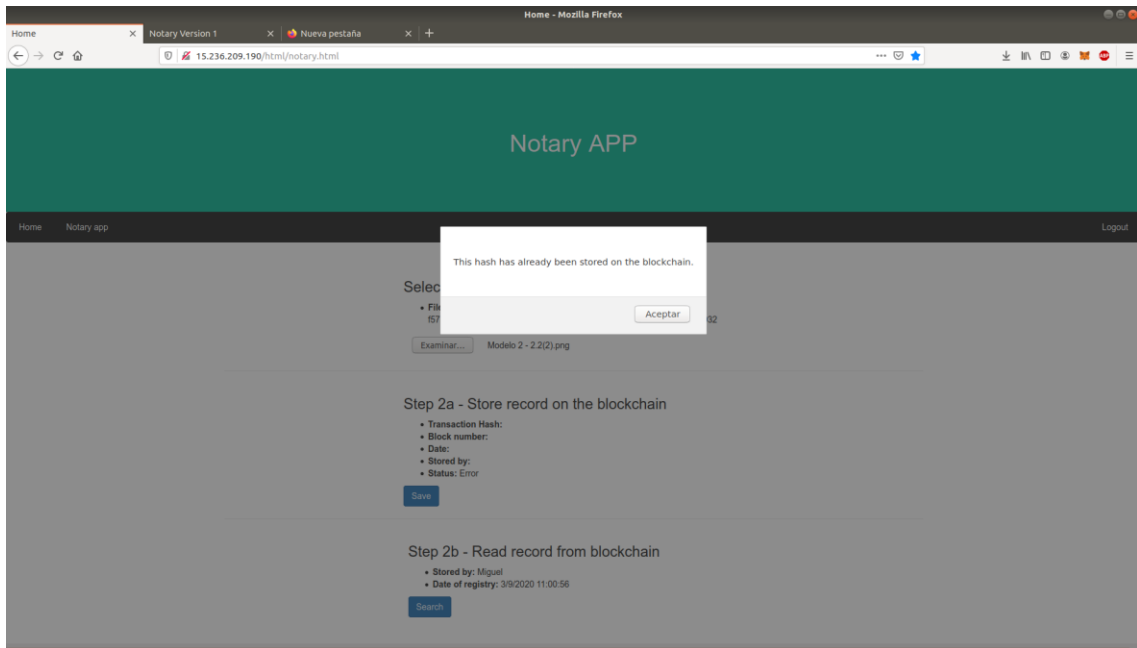 Home - Mozilla Firefox
Home
Notary Version 1
Nueva pestaña
15.236.209.190/html/notary.html
Notary APP
Home Notary app Logout
This hash has already been stored on the blockchain.
Aceptar
Selec
f57 32
Examinar... Modelo 2 - 2.2(2).png
Step 2a - Store record on the blockchain
• Transaction Hash:
• Block number:
• Date:
• Stored by:
• Status: Error
Save
Step 2b - Read record from blockchain
• Stored by: Miguel
• Date of registry: 3/9/2020 11:00:56
Search